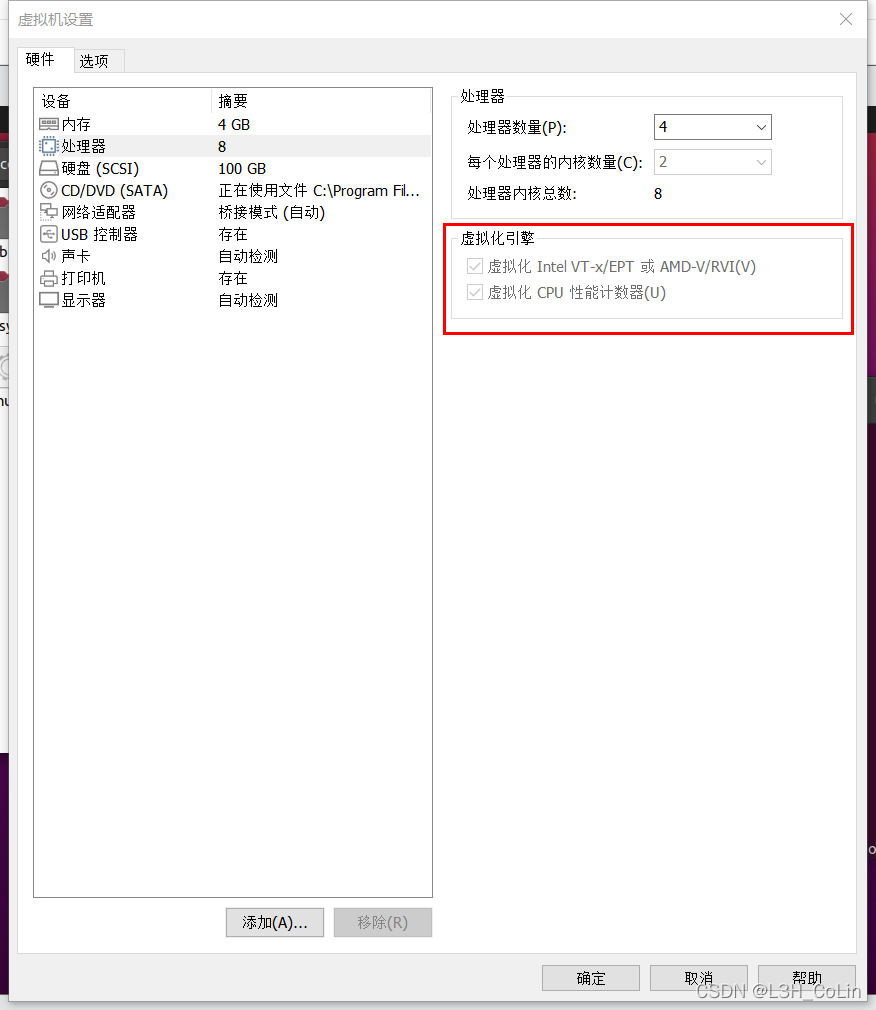 虚拟机设置
硬件 选项
设备 摘要
内存 4 GB
处理器 8
硬盘 (SCSI) 100 GB
CD/DVD (SATA) 正在使用文件 C:\Program Fil...
网络适配器 桥接模式 (自动)
USB 控制器 存在
声卡 自动检测
打印机 存在
显示器 自动检测
添加(A)... 移除(R)
处理器
处理器数量(P): 4
每个处理器的内核数量(C): 2
处理器内核总数: 8
虚拟化引擎
虚拟化 Intel VT-x/EPT 或 AMD-V/RVI(V)
虚拟化 CPU 性能计数器(U)
确定 取消 帮助
CSDN @L3H_CoLin